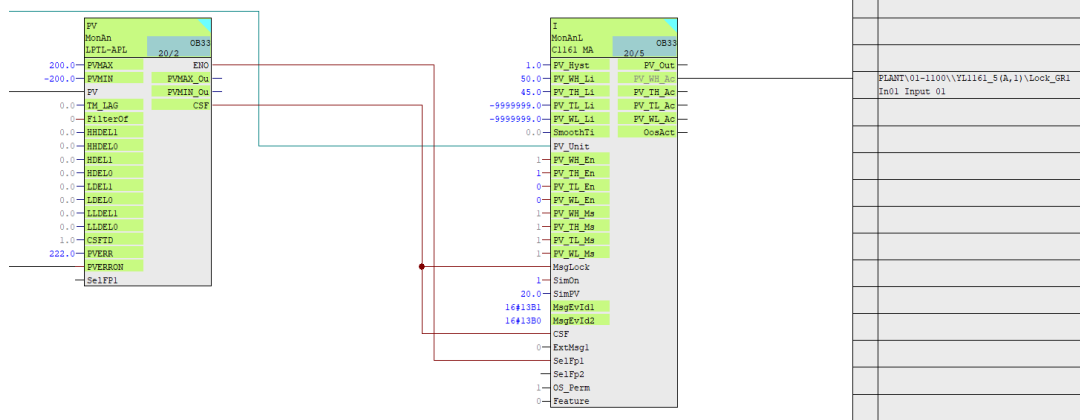 PV
MonAn
LPTL-APL
OB33
20/2
200.0 PVMAX ENO
-200.0 PVMIN PVMAX_Ou
PV PVMIN_Ou
0.0 TM_LAG CSF
0 FilterOf
0.0 HHDEL1
0.0 HHDEL0
0.0 HDEL1
0.0 HDEL0
0.0 LDEL1
0.0 LDEL0
0.0 LLDEL1
0.0 LLDEL0
1.0 CSFTD
222.0 PVERR
PVERRON
SelFP1
I
MonAnL
C1161 MA
OB33
20/5
1.0 PV_Hyst PV_Out
50.0 PV_WH_Li PV_WH_Ac
45.0 PV_TH_Li PV_TH_Ac
-9999999.0 PV_TL_Li PV_TL_Ac
-9999999.0 PV_WL_Li PV_WL_Ac
0.0 SmoothTi OosAct
PV_Unit
1 PV_WH_En
1 PV_TH_En
0 PV_TL_En
0 PV_WL_En
1 PV_WH_Ms
1 PV_TH_Ms
1 PV_TL_Ms
1 PV_WL_Ms
MsgLock
1 SimOn
20.0 SimPV
16#13B1 MsgEvId1
16#13B0 MsgEvId2
CSF
0 ExtMsg1
SelFp1
SelFp2
1 OS_Perm
0 Feature
PLANT\01-1100\\YL1161_5(A,1)\Lock_GR1
In01 Input 01